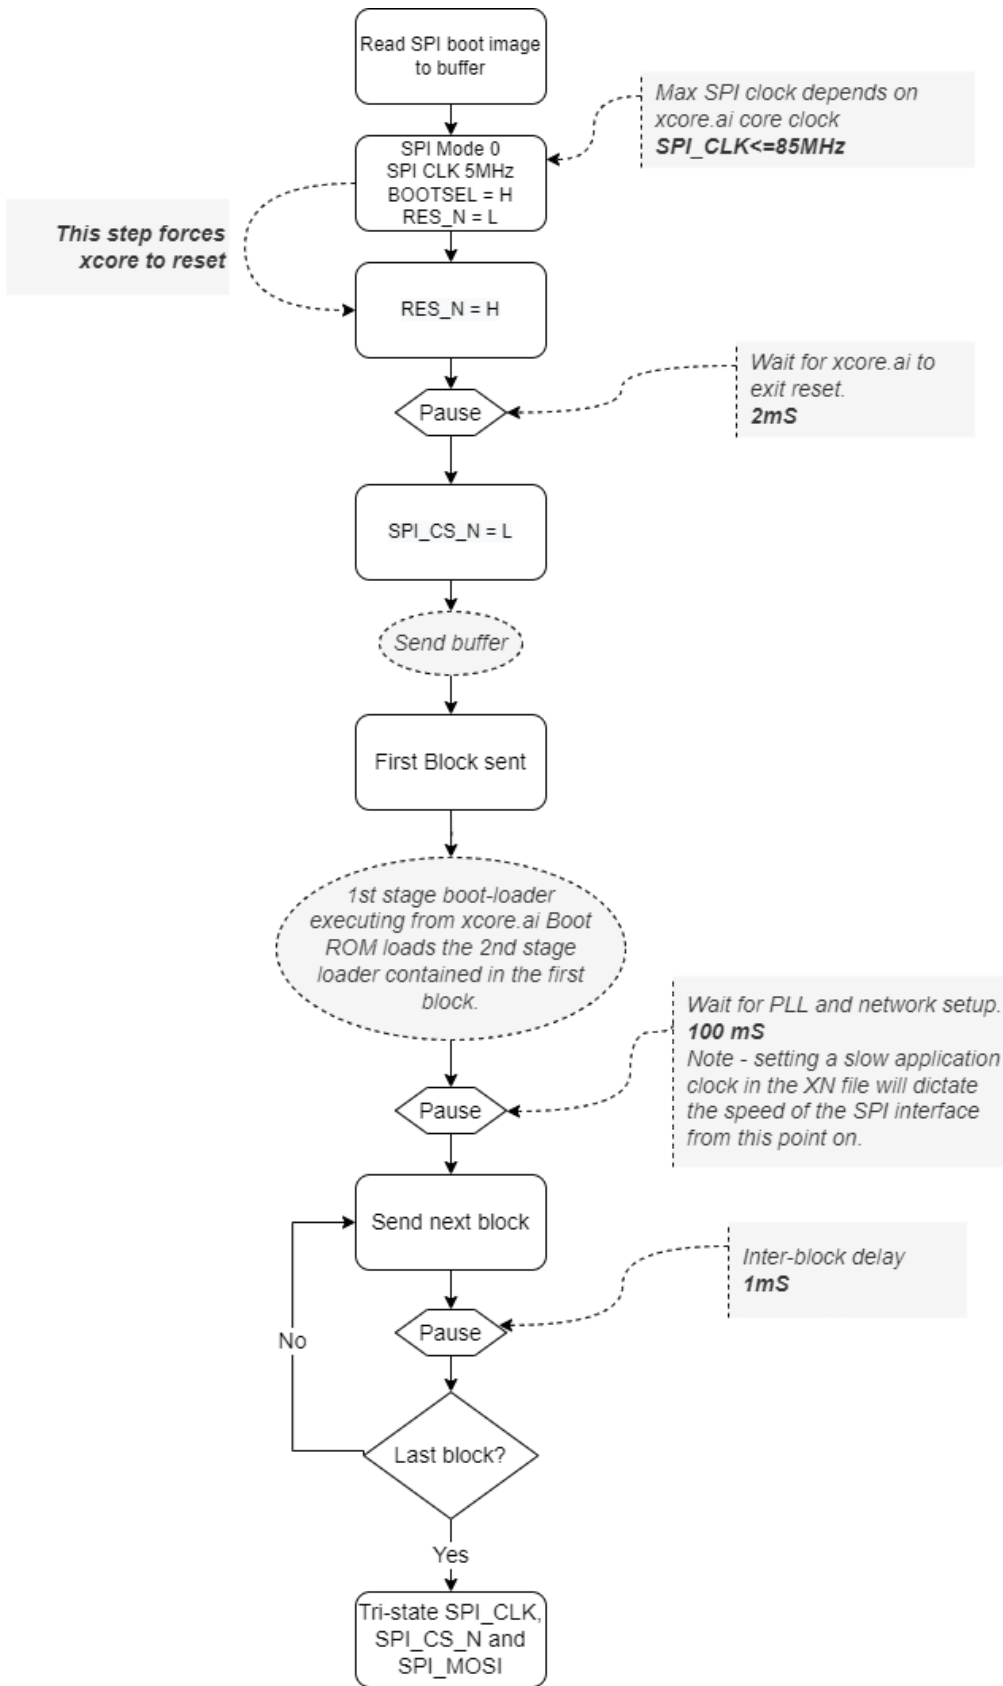 Read SPI boot image
to buffer
Max SPI clock depends on
xcore.ai core clock
SPI_CLK<=85MHz
SPI Mode 0
SPI CLK 5MHz
BOOTSEL = H
RES_N = L
This step forces
xcore to reset
RES_N = H
Wait for xcore.ai to
exit reset.
2mS
Pause
SPI_CS_N = L
Send buffer
First Block sent
1st stage boot-loader
executing from xcore.ai Boot
ROM loads the 2nd stage
loader contained in the first
block.
Wait for PLL and network setup.
100 mS
Note - setting a slow application
clock in the XN file will dictate
the speed of the SPI interface
from this point on.
Pause
Send next block
Inter-block delay
1mS
Pause
No
Last block?
Yes
Tri-state SPI_CLK,
SPI_CS_N and
SPI_MOSI